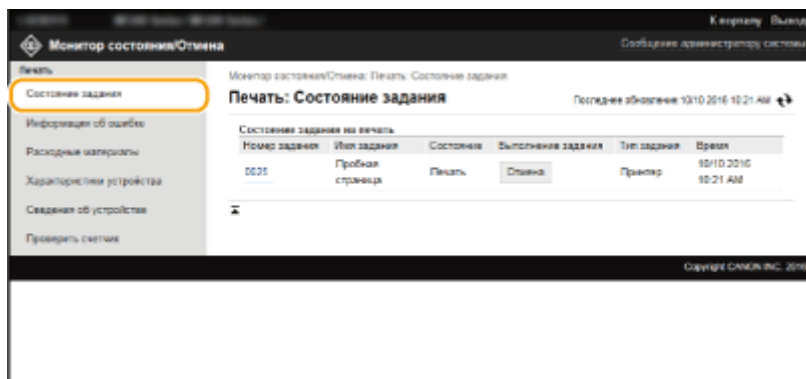 К порталу Выход
Монитор состояния/Отмена
Сообщение администратору системы
Печать
Состояние задания
Информация об ошибке
Расходные материалы
Характеристики устройства
Сведения об устройстве
Проверить счетчик
Монитор состояния/Отмена: Печать: Состояние задания
Печать: Состояние задания
Последнее обновление: 10/10 2016 10:21 AM
Состояние задания на печать
Номер задания Имя задания Состояние Выполнение задания Тип задания Время
0025 Пробная страница Печать Отмена Принтер 10/10 2016 10:21 AM
Copyright CANON INC. 2016